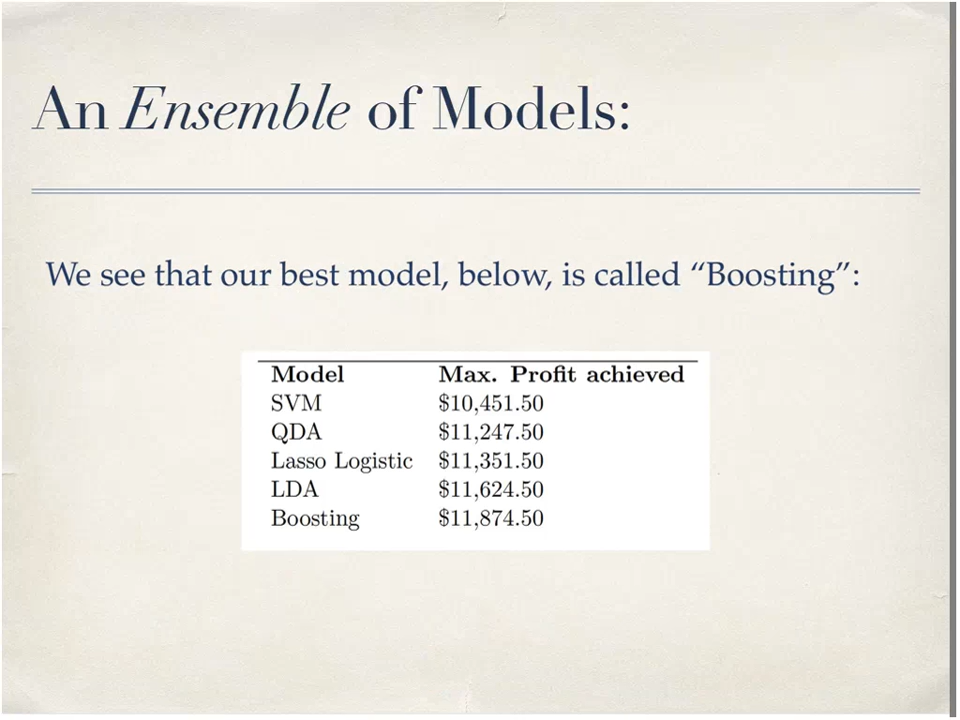 An Ensemble of Models:
We see that our best model, below, is called “Boosting”:
Model Max. Profit achieved
SVM $10,451.50
QDA $11,247.50
Lasso Logistic $11,351.50
LDA $11,624.50
Boosting $11,874.50